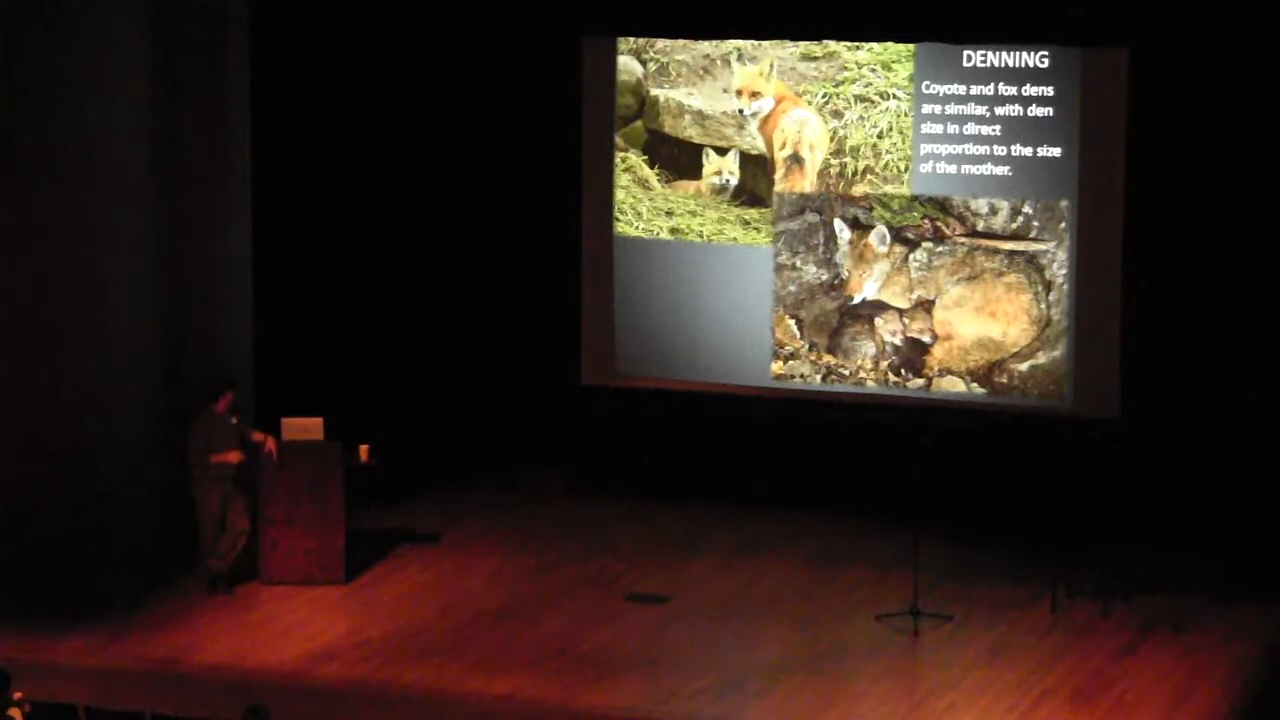 DENNING
Coyote and fox dens
are similar, with den
size in direct
proportion to the size
of the mother.